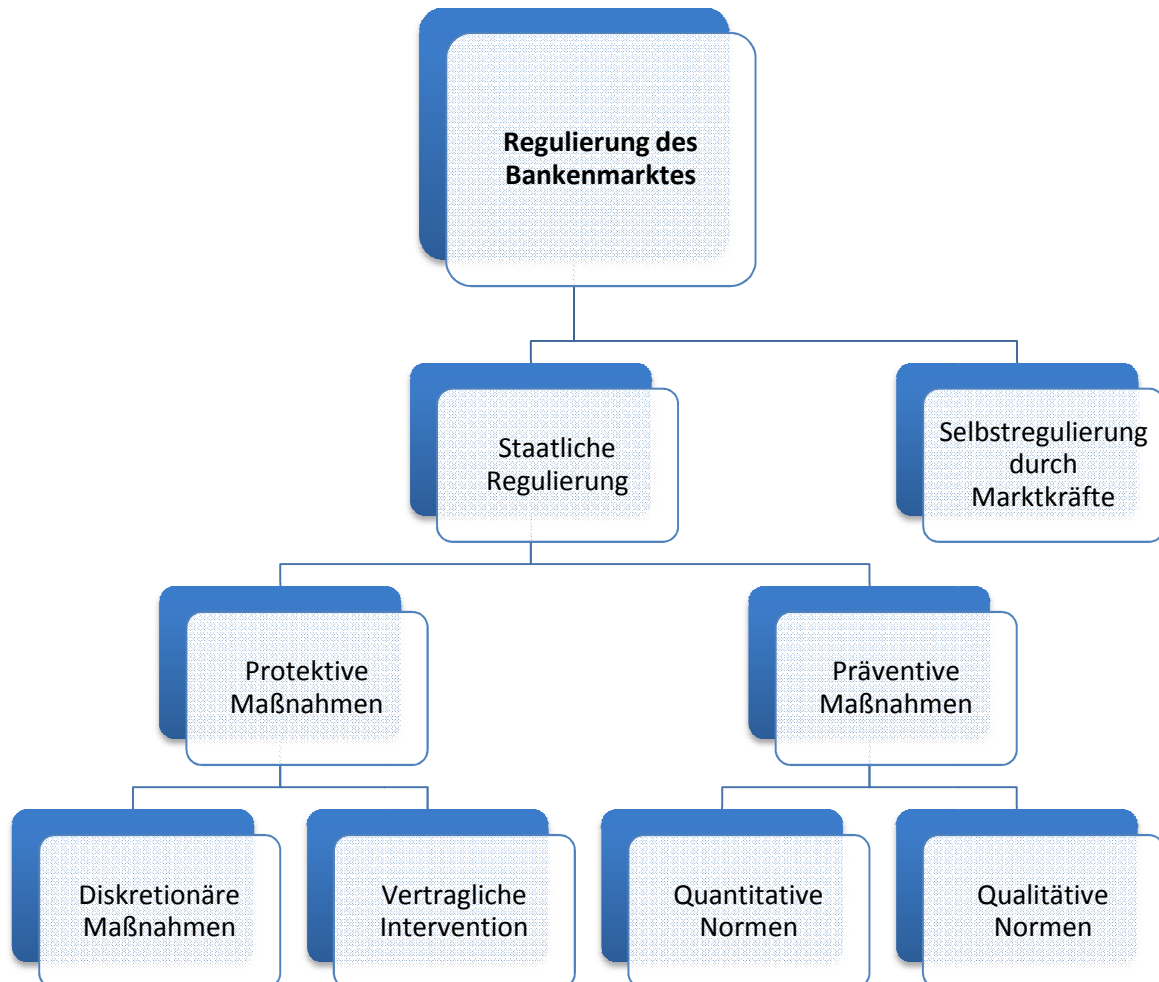 Regulierung des
Bankenmarktes
Staatliche
Regulierung
Selbstregulierung
durch
Marktkräfte
Protektive
Maßnahmen
Präventive
Maßnahmen
Diskretionäre
Maßnahmen
Vertragliche
Intervention
Quantitative
Normen
Qualitätive
Normen